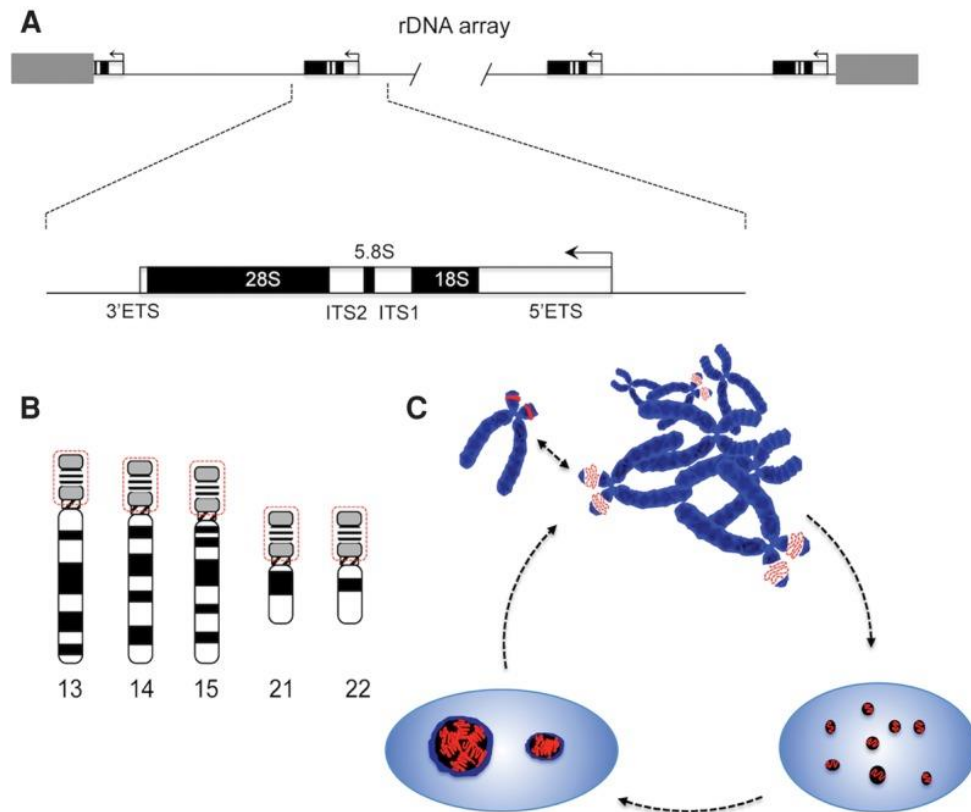 A
rDNA array
5.8S
28S
18S
3'ETS
ITS2
ITS1
5'ETS
B
13
14
15
21
22
C